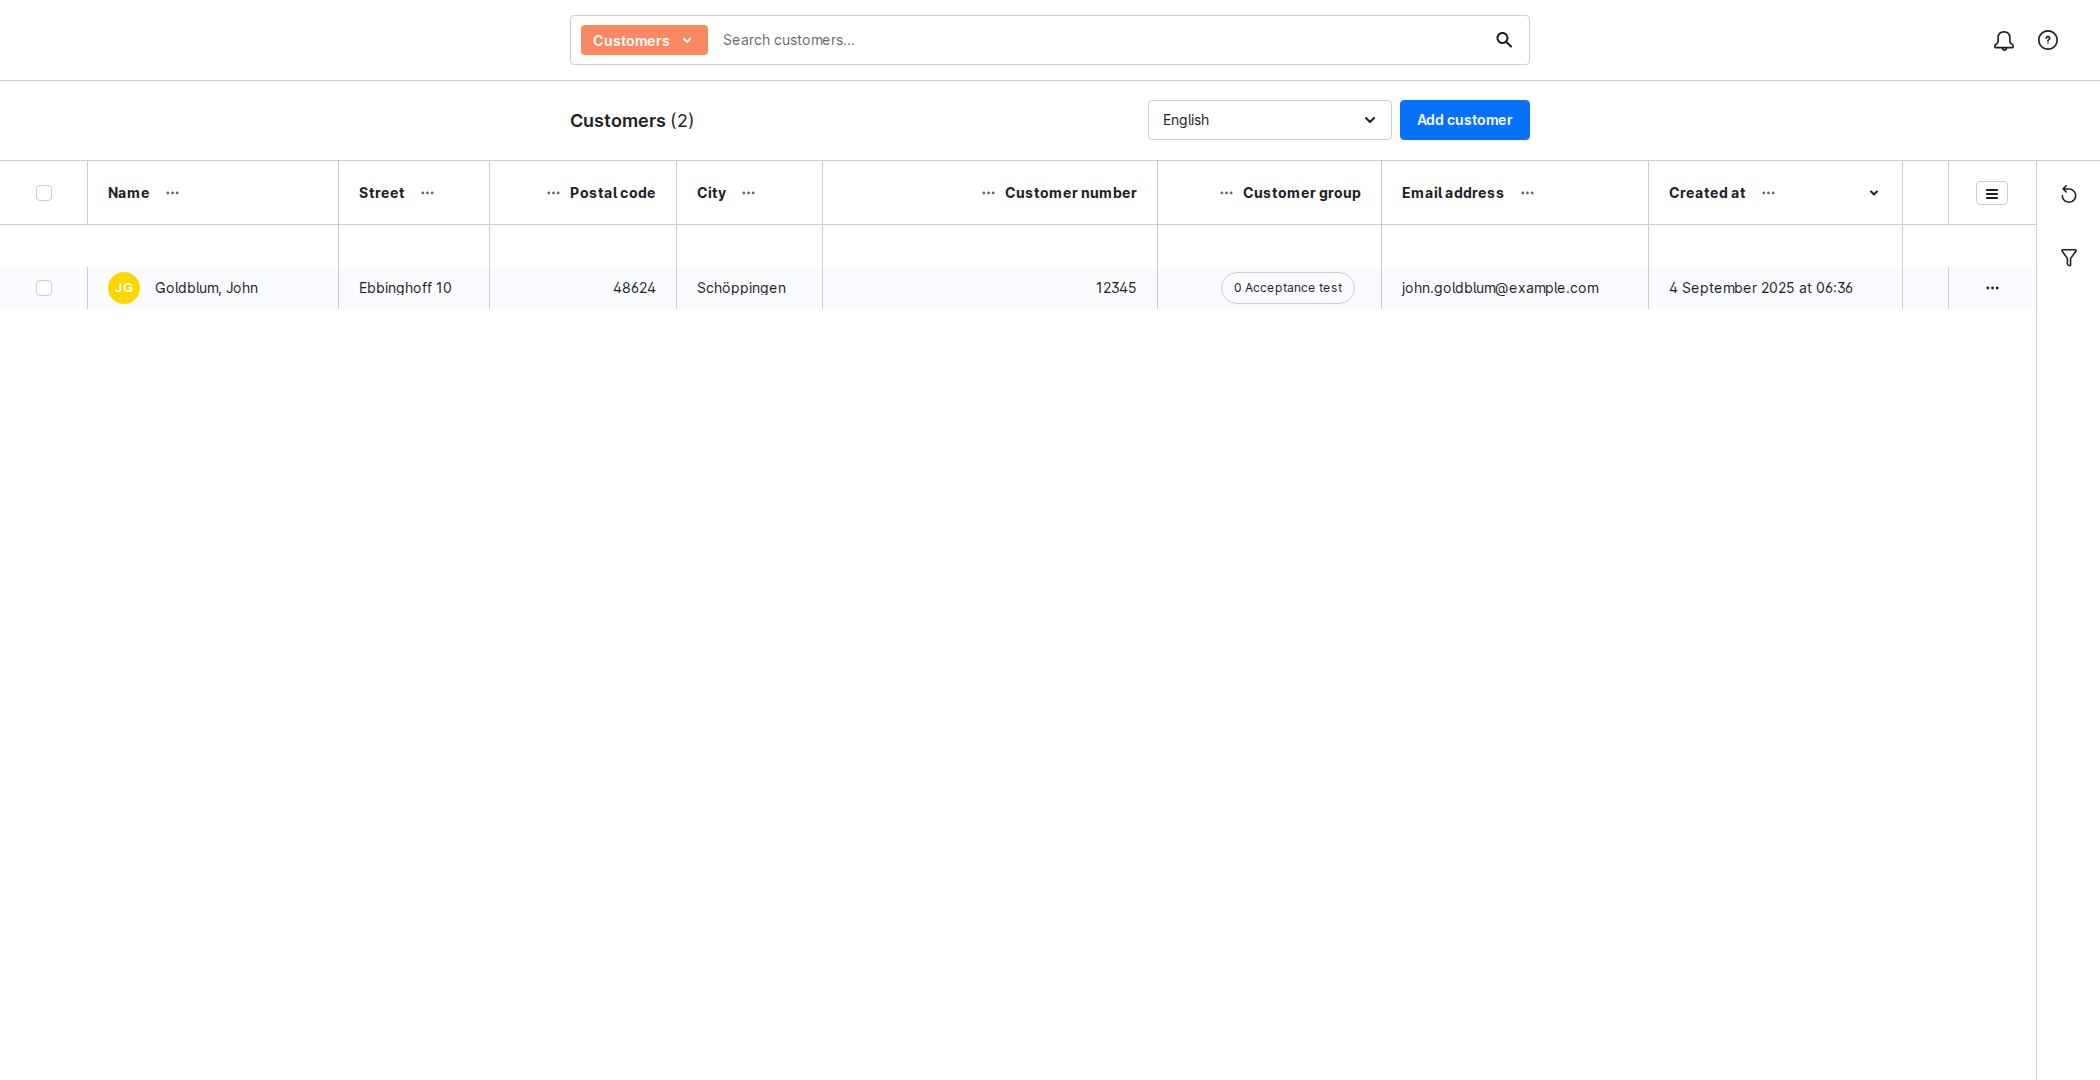 Customers Search customers...
Customers (2) English Add customer
Name Street Postal code City Customer number Customer group Email address Created at
JG Goldblum, John Ebbinghoff 10 48624 Schöppingen 12345 0 Acceptance test john.goldblum@example.com 4 September 2025 at 06:36